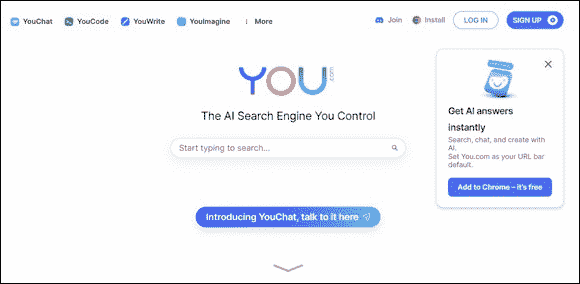 YouChat YouCode YouWrite YouImagine More Join Install LOG IN SIGN UP
YOU.com
The AI Search Engine You Control
Start typing to search...
Introducing YouChat, talk to it here
Get AI answers
instantly
Search, chat, and create with
AI.
Set You.com as your URL bar
default.
Add to Chrome – it's free